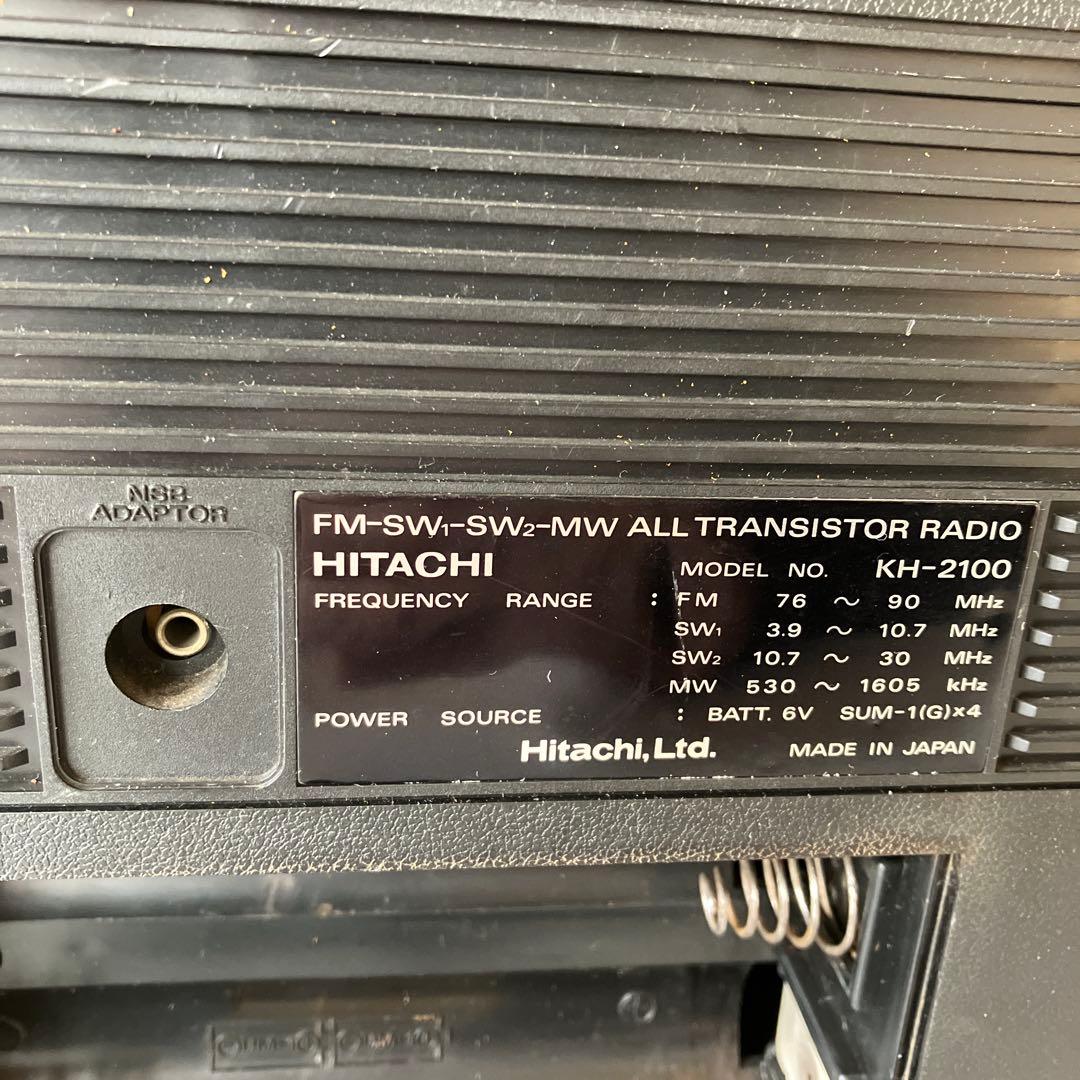 NSB
ADAPTOR
FM-SW₁-SW₂-MW ALL TRANSISTOR RADIO
HITACHI MODEL NO. KH-2100
FREQUENCY RANGE : FM 76 ~ 90 MHz
SW₁ 3.9 ~ 10.7 MHz
SW₂ 10.7 ~ 30 MHz
MW 530 ~ 1605 kHz
POWER SOURCE : BATT. 6V SUM-1(G)×4
Hitachi, Ltd. MADE IN JAPAN